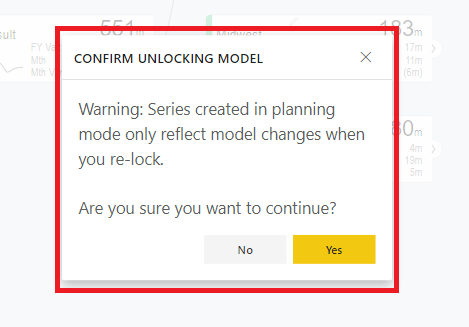 551
183m
sult
Midwest
FY Va
17m
Mth
11m
Mth Va
(6m)
CONFIRM UNLOCKING MODEL
Warning: Series created in planning
mode only reflect model changes when
you re-lock.
80m
4m
19m
5m
Are you sure you want to continue?
No
Yes